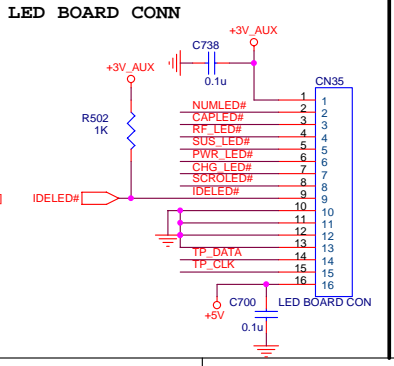 LED BOARD CONN
+3V_AUX
C738
+3V_AUX
0.1u
CN35
R502
1K
1 1
NUMLED# 2 2
CAPLED# 3 3
RF_LED# 4 4
SUS_LED# 5 5
PWR_LED# 6 6
CHG_LED# 7 7
SCROLED# 8 8
IDELED# IDELED# 9 9
10 10
11 11
12 12
13 13
TP_DATA 14 14
TP_CLK 15 15
16 16
C700 LED BOARD CON
+5V
0.1u